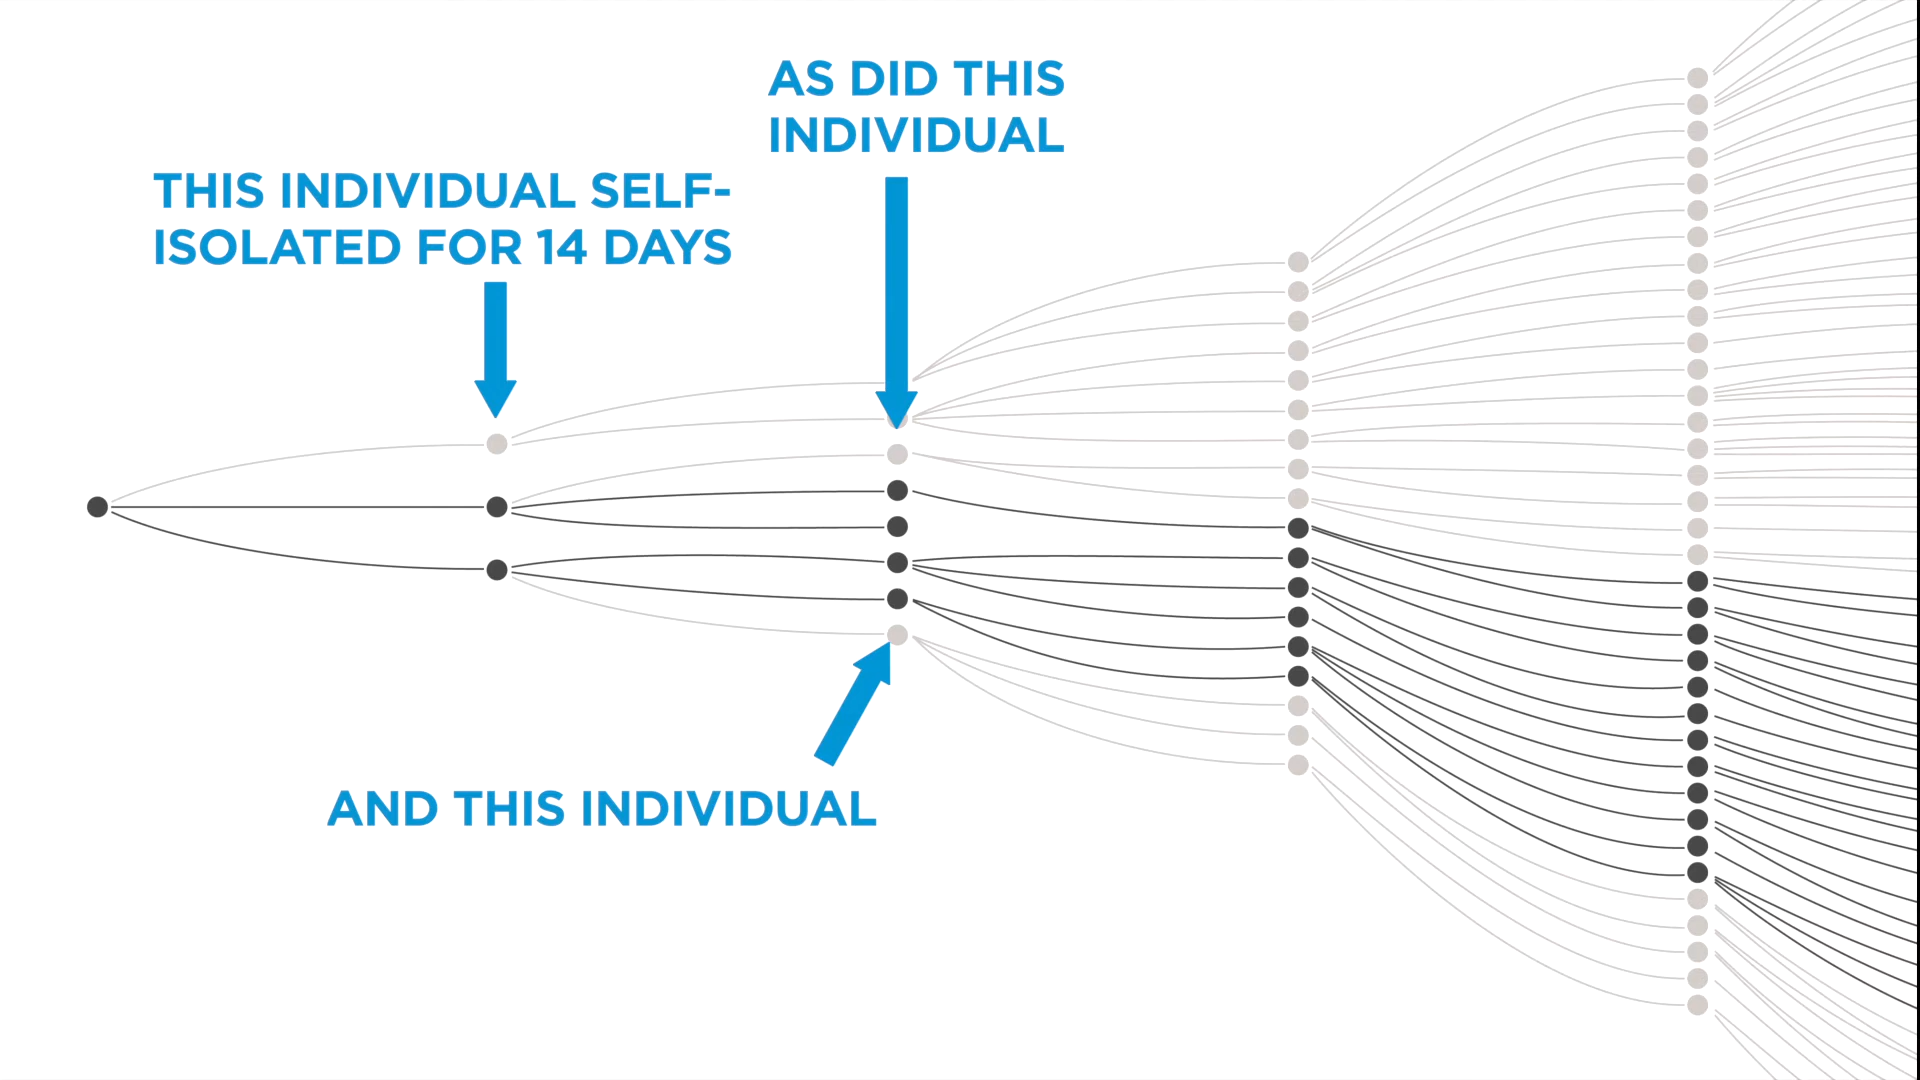 AS DID THIS
INDIVIDUAL
THIS INDIVIDUAL SELF-
ISOLATED FOR 14 DAYS
AND THIS INDIVIDUAL